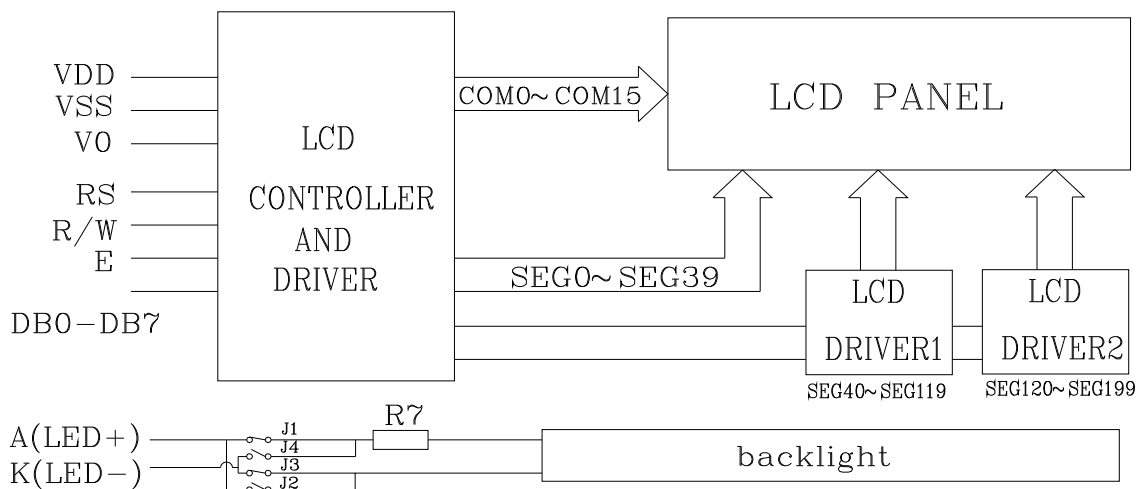 VDD
VSS
VO
RS
R/W
E
DB0-DB7
LCD
CONTROLLER
AND
DRIVER
COM0~COM15
LCD PANEL
SEG0~SEG39
LCD
DRIVER1
SEG40~SEG119
LCD
DRIVER2
SEG120~SEG199
A(LED+)
K(LED-)
J1
J4
J3
J2
R7
backlight